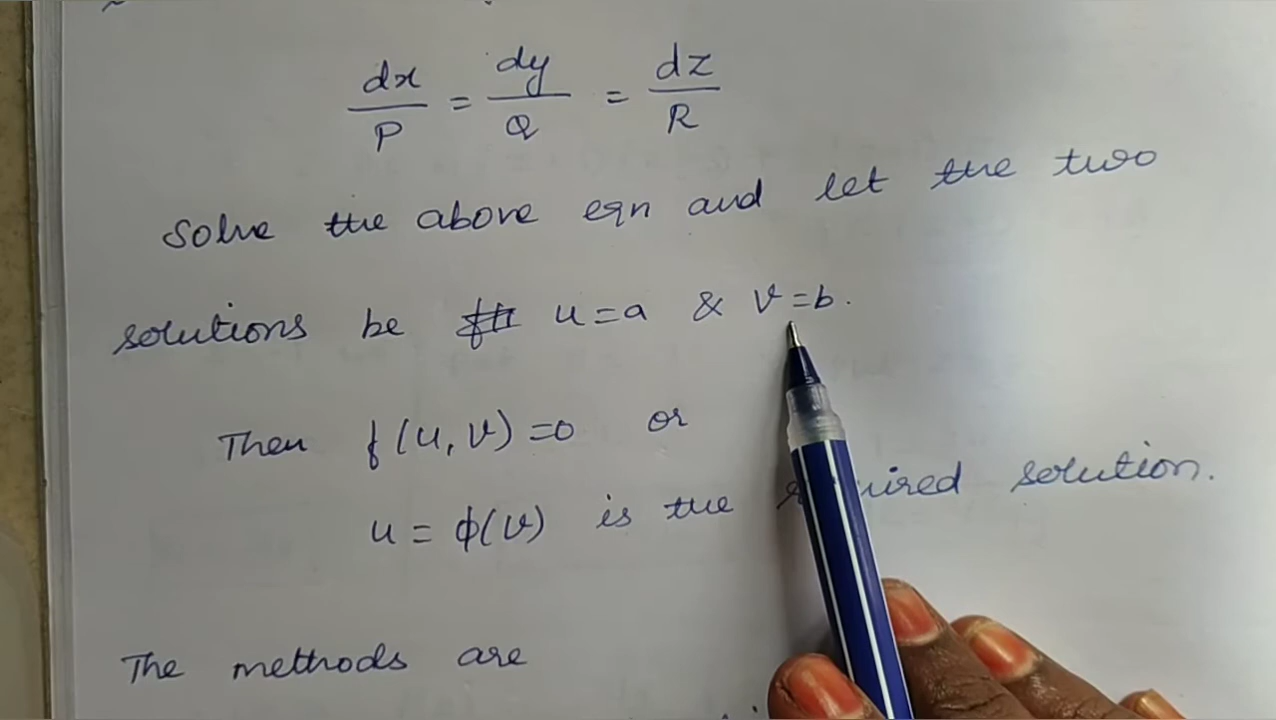 dx/P = dy/Q = dz/R
Solve the above eqn and let the two
solutions be u=a & v=b.
Then f(u,v)=0 or
u = ϕ(v) is the required solution.
The methods are